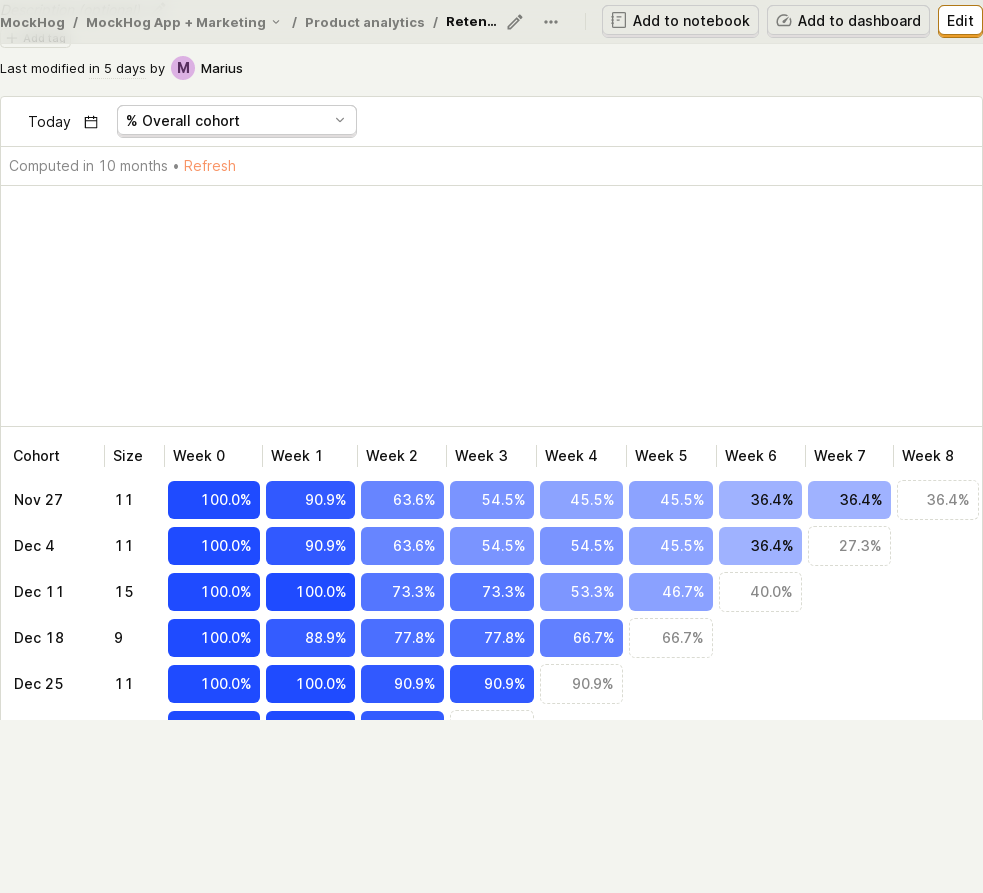 MockHog / MockHog App + Marketing / Product analytics / Reten... Add to notebook Add to dashboard Edit
+ Add tag
Last modified in 5 days by M Marius
Today % Overall cohort
Computed in 10 months • Refresh
Cohort Size Week 0 Week 1 Week 2 Week 3 Week 4 Week 5 Week 6 Week 7 Week 8
Nov 27 11 100.0% 90.9% 63.6% 54.5% 45.5% 45.5% 36.4% 36.4% 36.4%
Dec 4 11 100.0% 90.9% 63.6% 54.5% 54.5% 45.5% 36.4% 27.3%
Dec 11 15 100.0% 100.0% 73.3% 73.3% 53.3% 46.7% 40.0%
Dec 18 9 100.0% 88.9% 77.8% 77.8% 66.7% 66.7%
Dec 25 11 100.0% 100.0% 90.9% 90.9% 90.9%